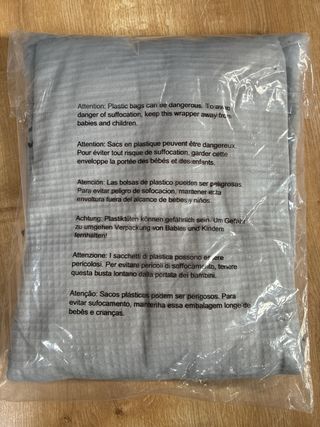 Attention: Plastic bags can be dangerous. To avoid
danger of suffocation, keep this wrapper away from
babies and children.
Attention: Sacs en plastique peuvent être dangereux.
Pour éviter tout risque de suffocation, garder cette
enveloppe la portée des bébés et des enfants.
Atención: Las bolsas de plastico pueden ser peligrosas.
Para evitar peligro de sofocacion, mantener esta
envoltura fuera del alcance de bebés y niños.
Achtung: Plastiktüten können gefährlich sein. Um Gefahr
zu umgehen Verpackung von Babies und Kindern
fernhalten!
Attenzione: I sacchetti di plastica possono essere
pericolosi. Per evitare pericoli di soffocamento, tenere
questa busta lontano dalla portata dei bambini.
Atenção: Sacos plásticos podem ser perigosos. Para
evitar sufocamento, mantenha essa embalagem longe de
bebês e crianças.